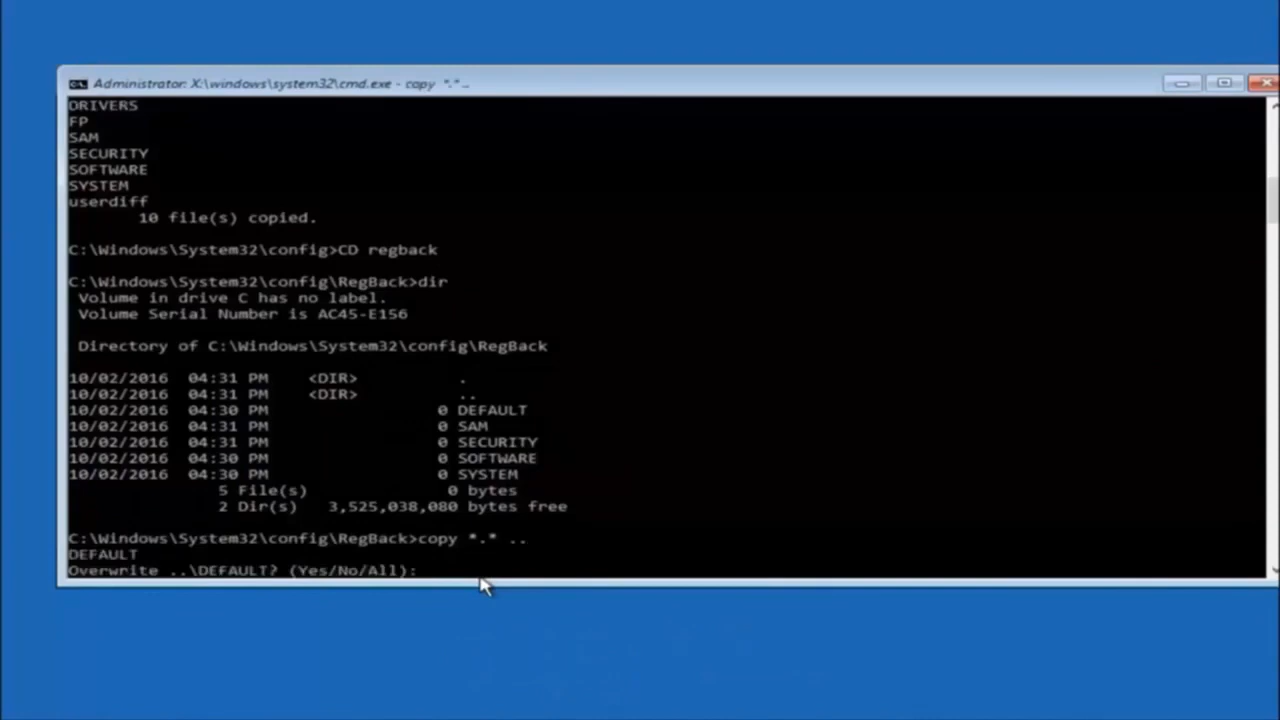 Administrator: X:\windows\system32\cmd.exe - copy *.* ..
DRIVERS
FP
SAM
SECURITY
SOFTWARE
SYSTEM
userdiff
10 file(s) copied.
C:\Windows\System32\config>CD regback
C:\Windows\System32\config\RegBack>dir
Volume in drive C has no label.
Volume Serial Number is AC45-E156
Directory of C:\Windows\System32\config\RegBack
10/02/2016 04:31 PM <DIR> .
10/02/2016 04:31 PM <DIR> ..
10/02/2016 04:30 PM 0 DEFAULT
10/02/2016 04:31 PM 0 SAM
10/02/2016 04:31 PM 0 SECURITY
10/02/2016 04:30 PM 0 SOFTWARE
10/02/2016 04:30 PM 0 SYSTEM
5 File(s) 0 bytes
2 Dir(s) 3,525,038,080 bytes free
C:\Windows\System32\config\RegBack>copy *.* ..
DEFAULT
Overwrite ..\DEFAULT? (Yes/No/All):